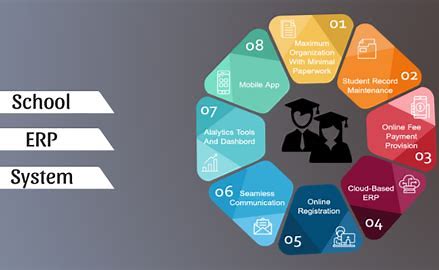 School
ERP
System
01
Maximum
Organization
With Minimal
Paperwork
02
Student Record
Maintenance
Online Fee
Payment
Provision
03
Cloud-Based
ERP
04
Online
Registration
05
06
Seamless
Communication
07
Alalytics Tools
And Dashbord
08
Mobile App